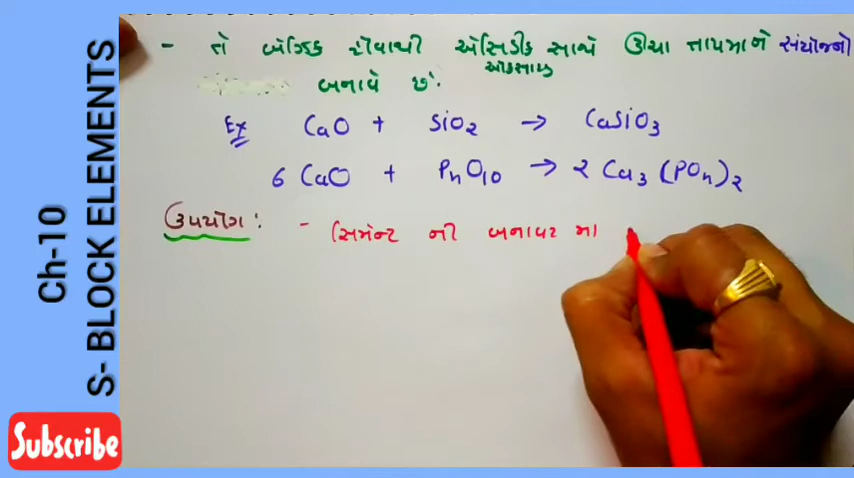 Ch-10
S- BLOCK ELEMENTS
Subscribe
- તે બેઝિક હોવાથી એસિડીક સાથે ઊંચા તાપમાને સંયોજનો
ઓક્સાઇડ
બનાવે છે.
Ex CaO + SiO₂ → CaSiO₃
6 CaO + P₄O₁₀ → 2 Ca₃ (PO₄)₂
ઉપયોગ: - સિમેન્ટ ની બનાવટ માં